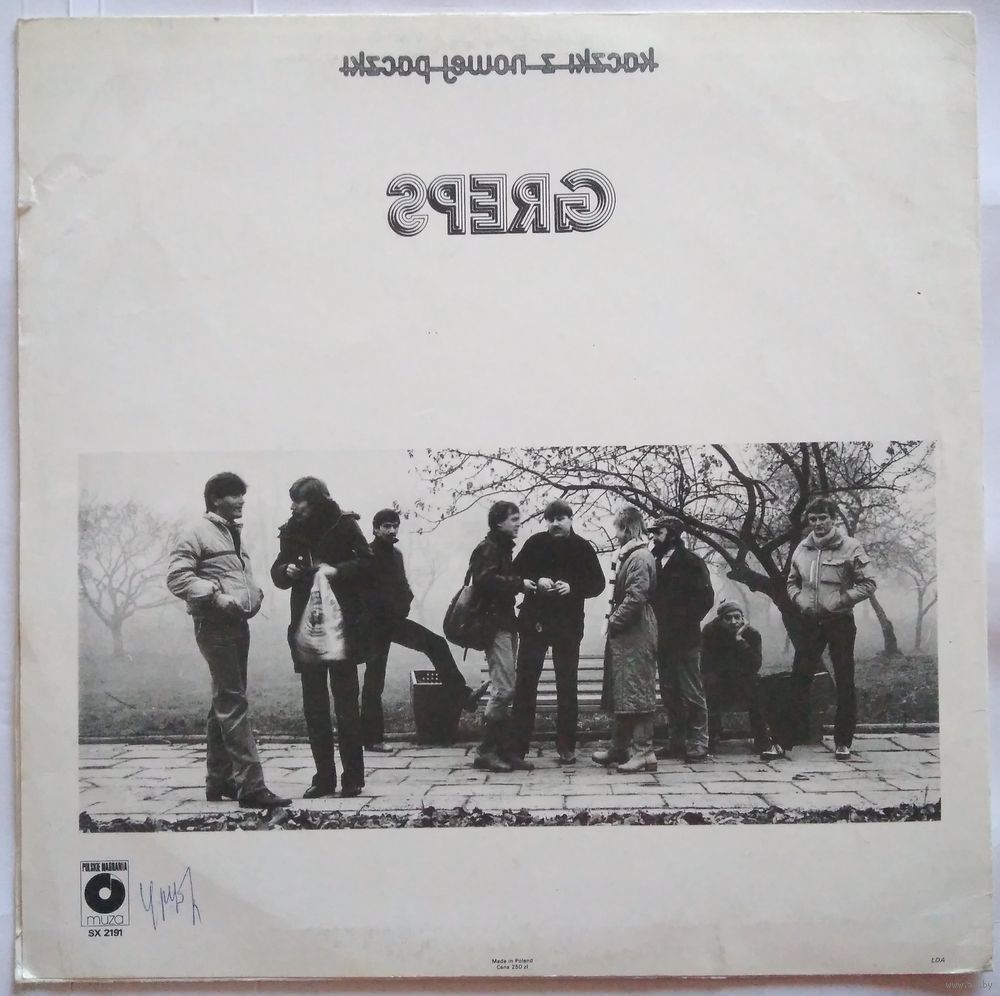 kaczki z nowej paczki
GREPS
POLSKIE NAGRANIA
muza
SX 2191
Made in Poland
Cena 250 zł
LDA